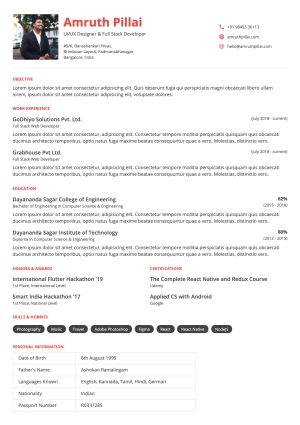 Amruth Pillai
UI/UX Designer & Full Stack Developer
#5/A, Banashankari Nivas,
Brindavan Layout, Padmanabhanagar,
Bangalore, India
+91 98453 36113
amruthpillai.com
hello@amruthpillai.com
OBJECTIVE
Lorem ipsum dolor sit amet consectetur adipisicing elit. Quis deserunt fuga qui perspiciatis magni obcaecati libero ullam
lorem, ipsum dolor sit amet consectetur adipisicing elit, voluptate dolores.
WORK EXPERIENCE
GoDhiyo Solutions Pvt. Ltd.
(July 2018 - current)
Full Stack Web Developer
Lorem ipsum dolor sit amet, consectetur adipisicing elit. Consectetur tempore mollitia perspiciatis quisquam quis obcaecati
ducimus architecto temporibus, optio natus fuga maxime beatae consequuntur quae a vero. Molestias, distinctio vero.
Grabhouse Pvt Ltd.
(July 2018 - current)
Full Stack Web Developer
Lorem ipsum dolor sit amet, consectetur adipisicing elit. Consectetur tempore mollitia perspiciatis quisquam quis obcaecati
ducimus architecto temporibus, optio natus fuga maxime beatae consequuntur quae a vero. Molestias, distinctio vero.
EDUCATION
Dayananda Sagar College of Engineering
62%
Bachelor of Engineering in Computer Science & Engineering
(2015 - 2018)
Lorem ipsum dolor sit amet, consectetur adipisicing elit. Consectetur tempore mollitia perspiciatis quisquam quis obcaecati
ducimus architecto temporibus, optio natus fuga maxime beatae consequuntur quae a vero. Molestias, distinctio vero.
Dayananda Sagar Institute of Technology
88%
Diploma in Computer Science & Engineering
(2012 - 2015)
Lorem ipsum dolor sit amet, consectetur adipisicing elit. Consectetur tempore mollitia perspiciatis quisquam quis obcaecati
ducimus architecto temporibus, optio natus fuga maxime beatae consequuntur quae a vero. Molestias, distinctio vero.
HONORS & AWARDS
CERTIFICATIONS
International Flutter Hackathon '19
The Complete React Native and Redux Course
1st Place, International Level
Udemy
Smart India Hackathon '17
Applied CS with Android
1st Place, National Level
Google
SKILLS & HOBBIES
Photography Music Travel Adobe Photoshop Figma React React Native NodeJS
PERSONAL INFORMATION
Date of Birth 6th August 1995
Father's Name Ashokan Ramalingam
Languages Known English, Kannada, Tamil, Hindi, German
Nationality Indian
Passport Number R0337285